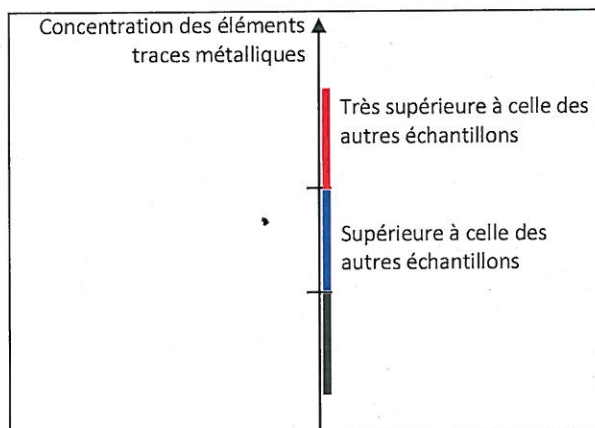 Concentration des éléments
traces métalliques
Très supérieure à celle des
autres échantillons
Supérieure à celle des
autres échantillons